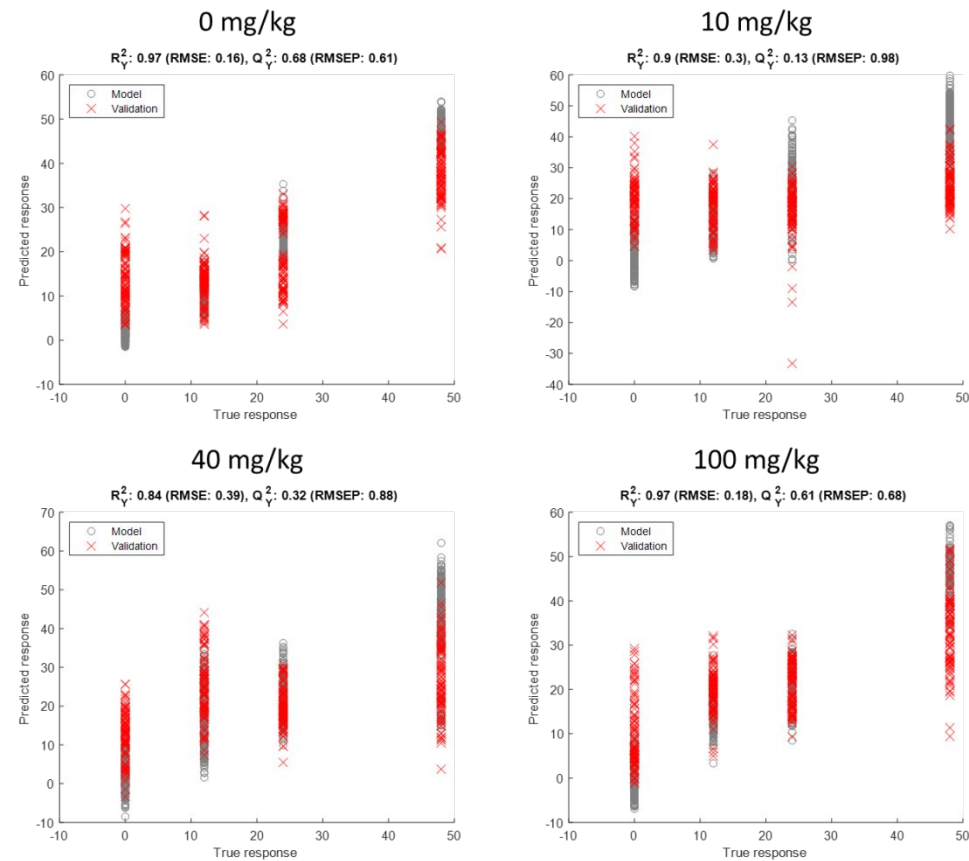 0 mg/kg
R²Y: 0.97 (RMSE: 0.16), Q²Y: 0.68 (RMSEP: 0.61)
60
50
40
30
20
10
0
-10
Predicted response
Model
Validation
-10 0 10 20 30 40 50
True response
10 mg/kg
R²Y: 0.9 (RMSE: 0.3), Q²Y: 0.13 (RMSEP: 0.98)
60
50
40
30
20
10
0
-10
-20
-30
-40
Predicted response
Model
Validation
-10 0 10 20 30 40 50
True response
40 mg/kg
R²Y: 0.84 (RMSE: 0.39), Q²Y: 0.32 (RMSEP: 0.88)
70
60
50
40
30
20
10
0
-10
Predicted response
Model
Validation
-10 0 10 20 30 40 50
True response
100 mg/kg
R²Y: 0.97 (RMSE: 0.18), Q²Y: 0.61 (RMSEP: 0.68)
60
50
40
30
20
10
0
-10
Predicted response
Model
Validation
-10 0 10 20 30 40 50
True response